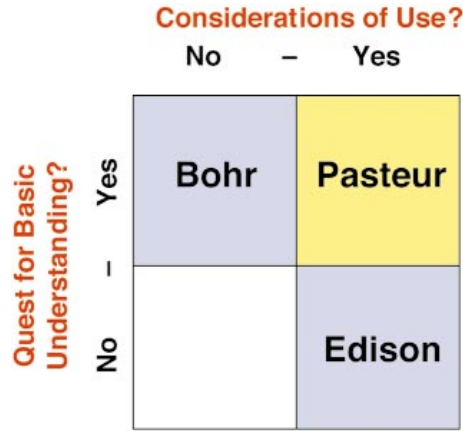 Considerations of Use?
No – Yes
Quest for Basic
Understanding?
No – Yes
Bohr Pasteur
Edison